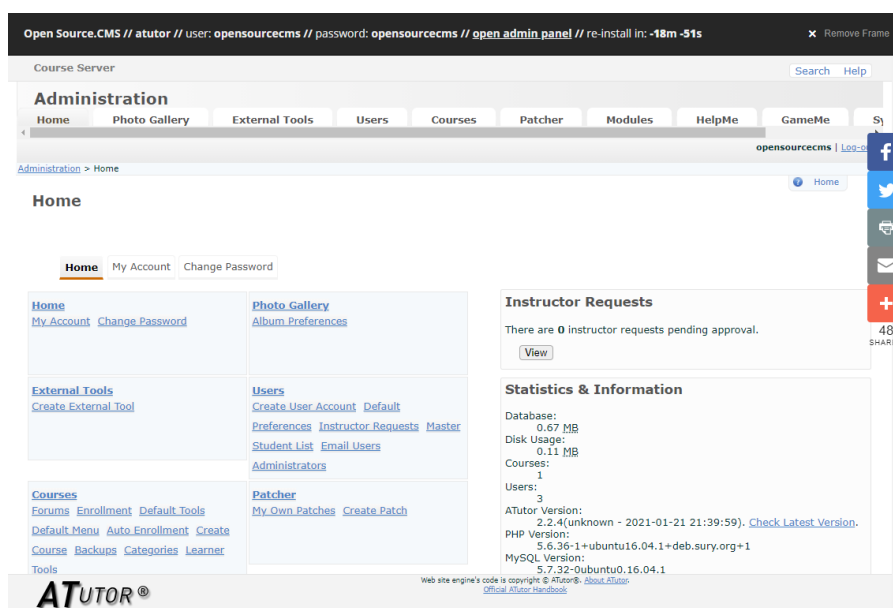 Open Source.CMS // atutor // user: opensourcecms // password: opensourcecms // open admin panel // re-install in: -18m -51s
× Remove Frame
Course Server
Search Help
Administration
Home Photo Gallery External Tools Users Courses Patcher Modules HelpMe GameMe
opensourcecms |
Administration > Home
Home
Home
Home My Account Change Password
Home
My Account Change Password
Photo Gallery
Album Preferences
External Tools
Create External Tool
Users
Create User Account Default
Preferences Instructor Requests Master
Student List Email Users
Administrators
Courses
Forums Enrollment Default Tools
Default Menu Auto Enrollment Create
Course Backups Categories Learner
Tools
Patcher
My Own Patches Create Patch
Instructor Requests
There are 0 instructor requests pending approval.
View
48
Statistics & Information
Database:
0.67 MB
Disk Usage:
0.11 MB
Courses:
1
Users:
3
ATutor Version:
2.2.4(unknown - 2021-01-21 21:39:59). Check Latest Version.
PHP Version:
5.6.36-1+ubuntu16.04.1+deb.sury.org+1
MySQL Version:
5.7.32-0ubuntu0.16.04.1
ATUTOR ®
Web site engine's code is copyright © ATutor®. About ATutor.
Official ATutor Handbook